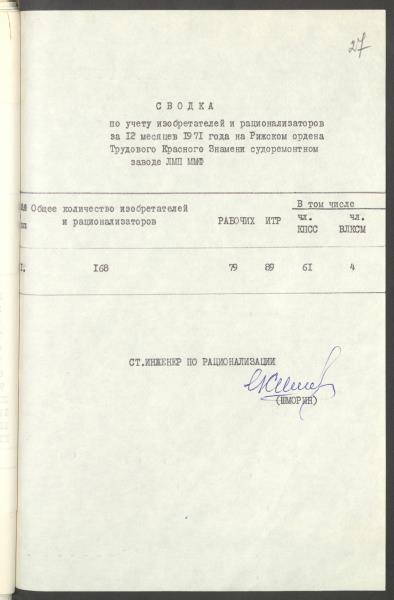 27
СВОДКА
по учету изобретателей и рационализаторов
за 12 месяцев 1971 года на Рижском ордена
Трудового Красного Знамени судоремонтном
заводе ЛМП ММФ
Общее количество изобретателей
и рационализаторов
РАБОЧИХ ИТР
В том числе
чл. КПСС
чл. ВЛКСМ
168 79 89 61 4
СТ.ИНЖЕНЕР ПО РАЦИОНАЛИЗАЦИИ
(ШМОРИН)